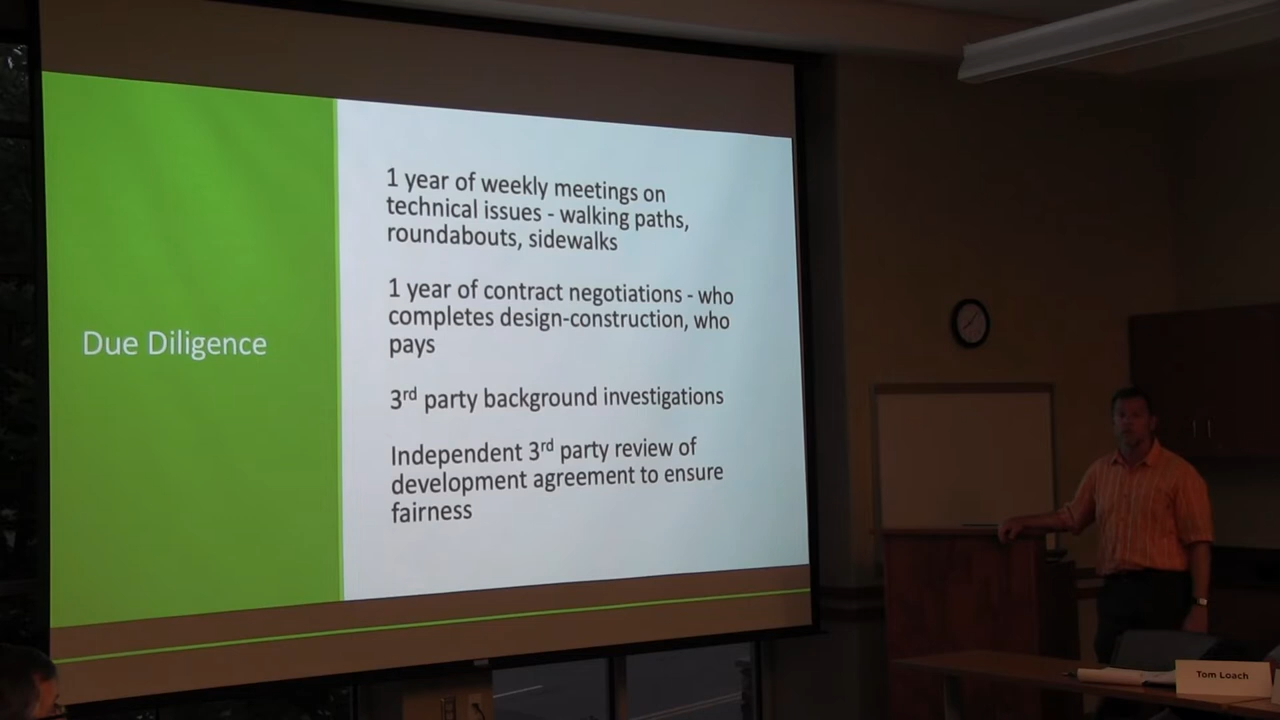 Due Diligence
1 year of weekly meetings on
technical issues - walking paths,
roundabouts, sidewalks
1 year of contract negotiations - who
completes design-construction, who
pays
3rd party background investigations
Independent 3rd party review of
development agreement to ensure
fairness
Tom Loach